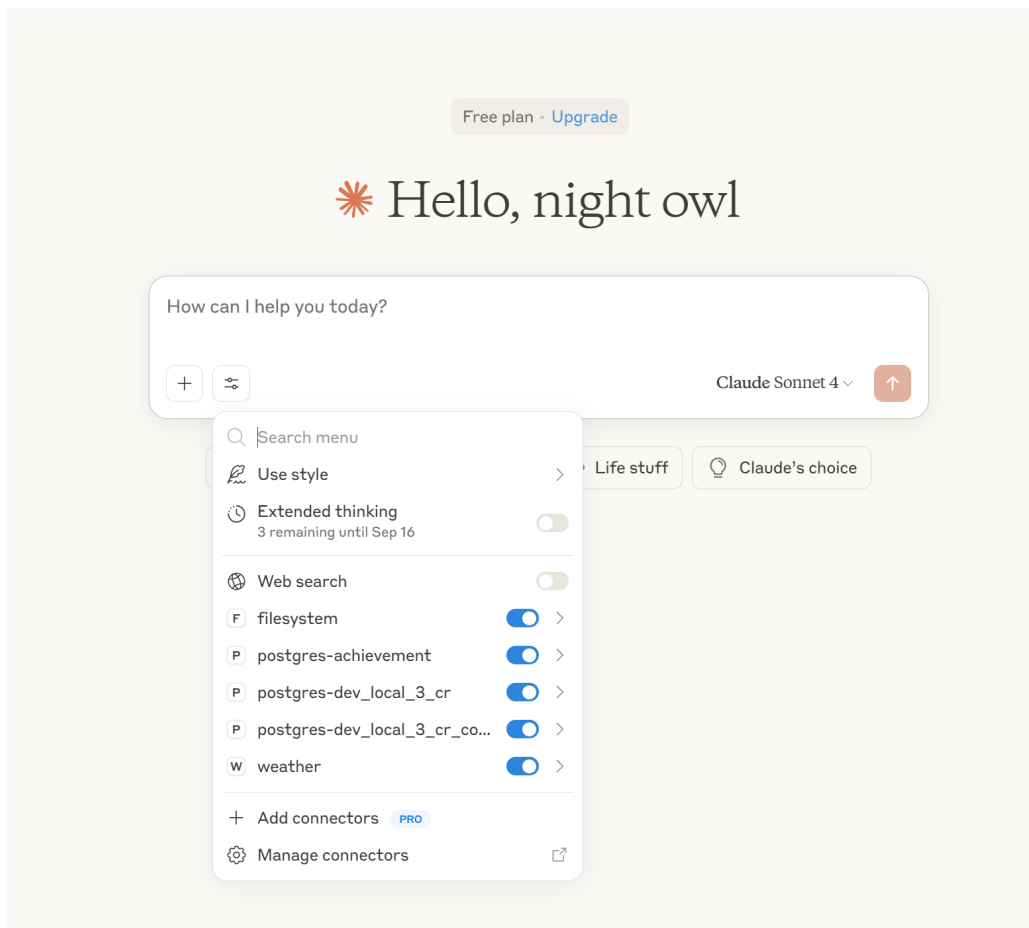 Free plan • Upgrade
Hello, night owl
How can I help you today?
Claude Sonnet 4
Search menu
Use style
Life stuff
Claude's choice
Extended thinking
3 remaining until Sep 16
Web search
F filesystem
P postgres-achievement
P postgres-dev_local_3_cr
P postgres-dev_local_3_cr_co...
W weather
Add connectors PRO
Manage connectors